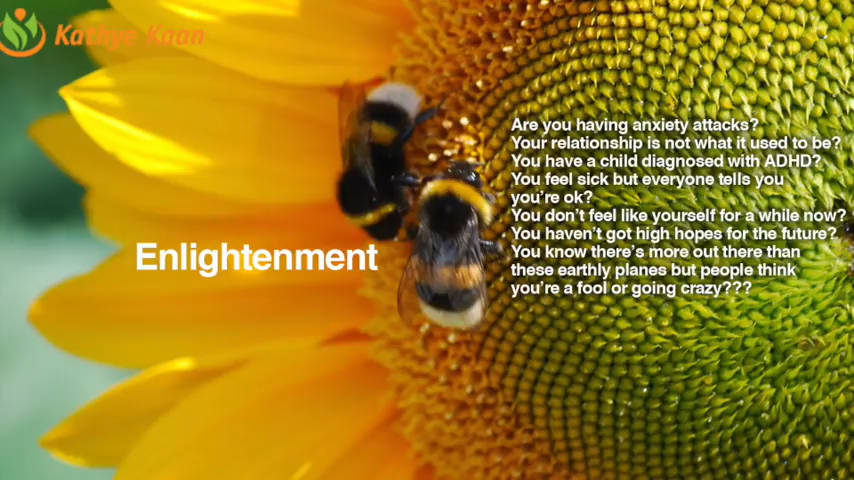 Kathye Kaan
Enlightenment
Are you having anxiety attacks?
Your relationship is not what it used to be?
You have a child diagnosed with ADHD?
You feel sick but everyone tells you
you're ok?
You don't feel like yourself for a while now?
You haven't got high hopes for the future?
You know there's more out there than
these earthly planes but people think
you're a fool or going crazy???